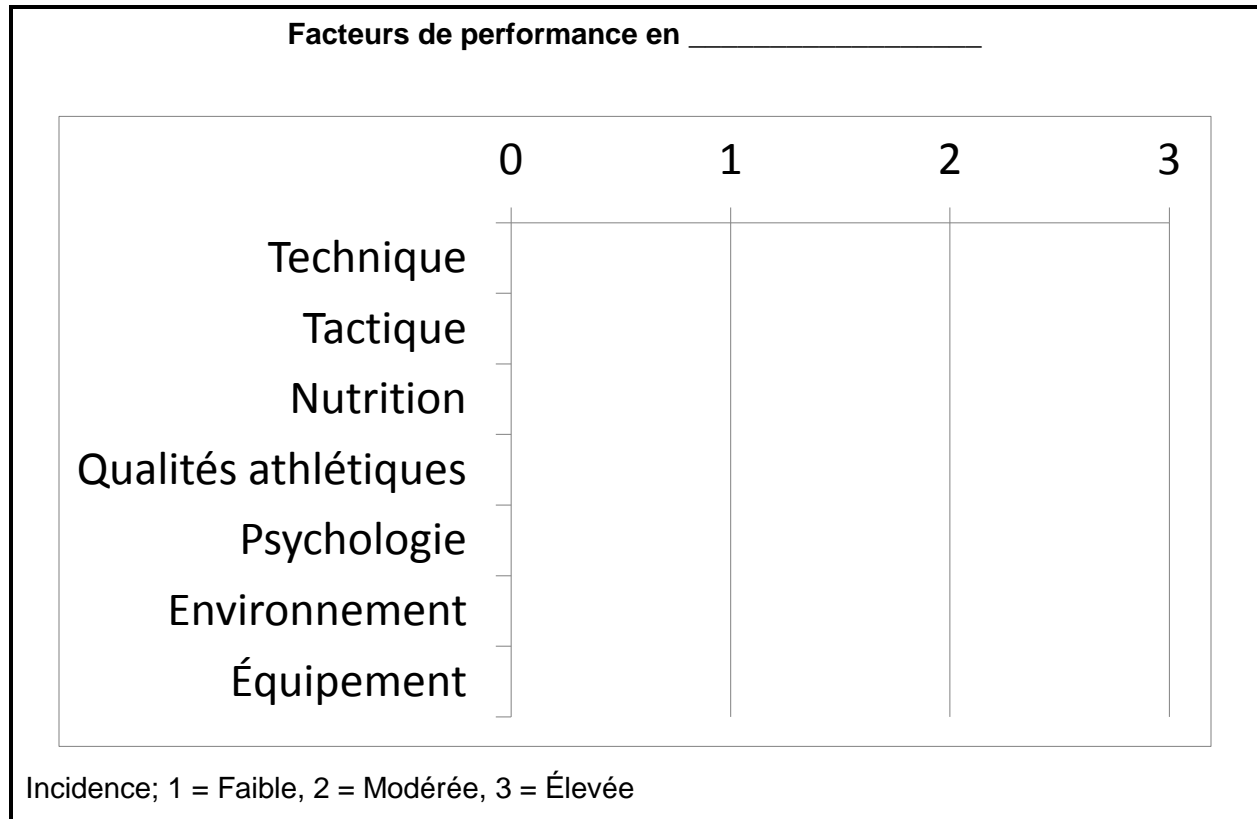 Facteurs de performance en __________________
0 1 2 3
Technique
Tactique
Nutrition
Qualités athlétiques
Psychologie
Environnement
Équipement
Incidence; 1 = Faible, 2 = Modérée, 3 = Élevée